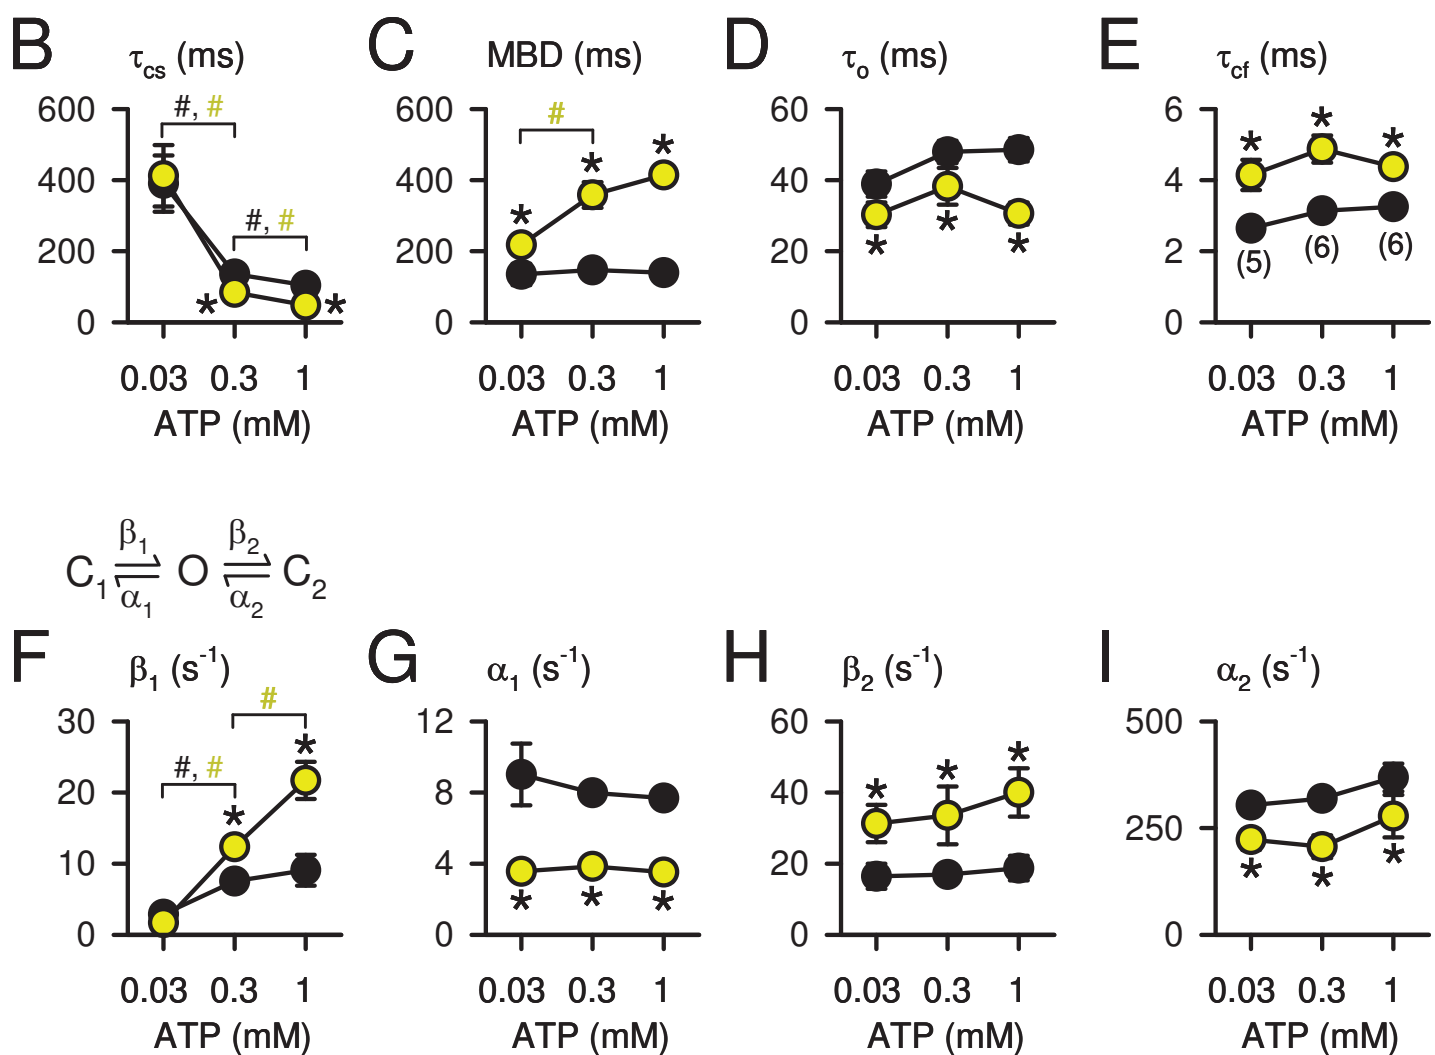 B τcs (ms)
600
400
200
0
#, #
#, #
*
*
0.03 0.3 1
ATP (mM)
C MBD (ms)
600
400
200
0
#
*
*
*
0.03 0.3 1
ATP (mM)
D τo (ms)
60
40
20
0
*
*
*
0.03 0.3 1
ATP (mM)
E τcf (ms)
6
4
2
0
*
*
*
(5) (6) (6)
0.03 0.3 1
ATP (mM)
β1 β2
C1 O C2
α1 α2
F β1 (s-1)
30
20
10
0
#
#, #
*
*
0.03 0.3 1
ATP (mM)
G α1 (s-1)
12
8
4
0
*
*
*
0.03 0.3 1
ATP (mM)
H β2 (s-1)
60
40
20
0
*
*
*
0.03 0.3 1
ATP (mM)
I α2 (s-1)
500
250
0
*
*
*
0.03 0.3 1
ATP (mM)